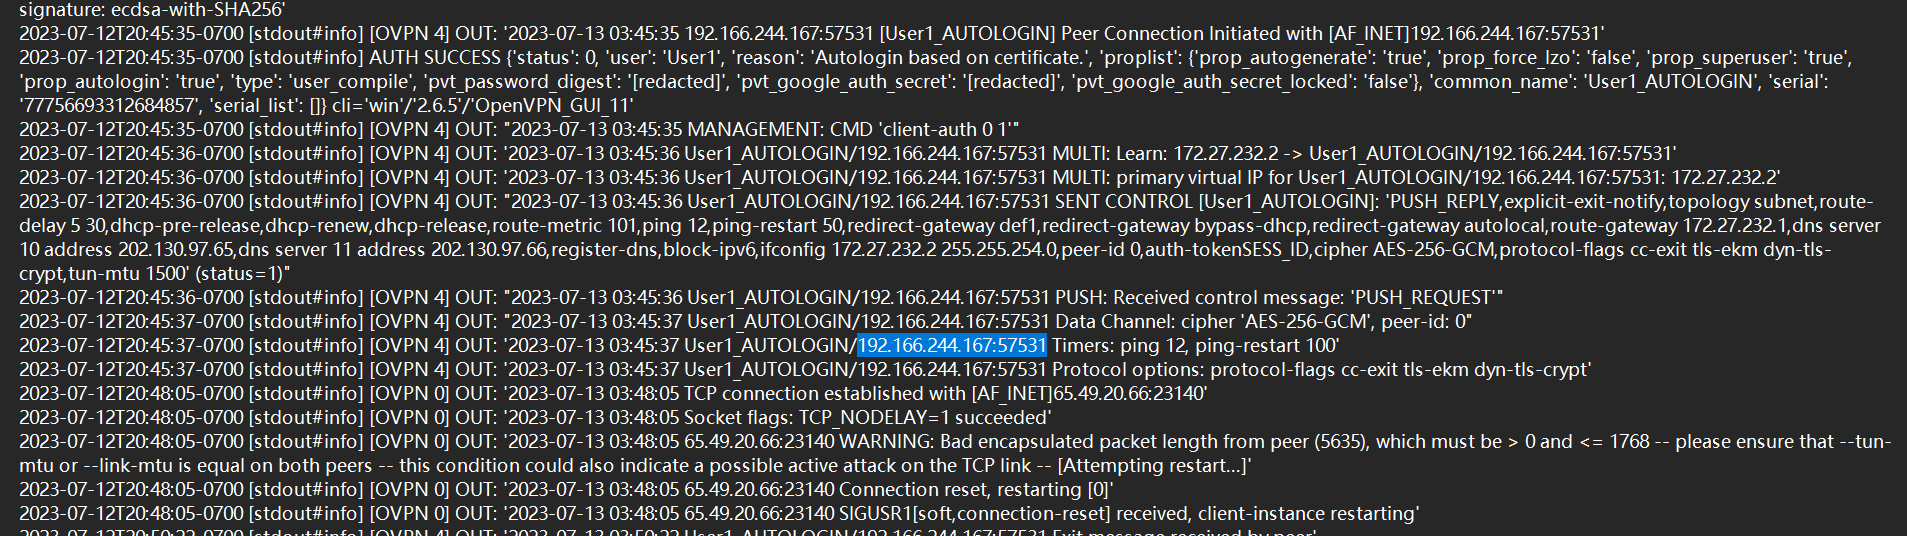 signature: ecdsa-with-SHA256'
2023-07-12T20:45:35-0700 [stdout#info] [OVPN 4] OUT: '2023-07-13 03:45:35 192.166.244.167:57531 [User1_AUTOLOGIN] Peer Connection Initiated with [AF_INET]192.166.244.167:57531'
2023-07-12T20:45:35-0700 [stdout#info] AUTH SUCCESS {'status': 0, 'user': 'User1', 'reason': 'Autologin based on certificate.', 'proplist': {'prop_autogenerate': 'true', 'prop_force_lzo': 'false', 'prop_superuser': 'true',
'prop_autologin': 'true', 'type': 'user_compile', 'pvt_password_digest': '[redacted]', 'pvt_google_auth_secret': '[redacted]', 'pvt_google_auth_secret_locked': 'false'}, 'common_name': 'User1_AUTOLOGIN', 'serial':
'77756693312684857', 'serial_list': []} cli='win'/'2.6.5'/'OpenVPN_GUI_11'
2023-07-12T20:45:35-0700 [stdout#info] [OVPN 4] OUT: "2023-07-13 03:45:35 MANAGEMENT: CMD 'client-auth 0 1'"
2023-07-12T20:45:36-0700 [stdout#info] [OVPN 4] OUT: '2023-07-13 03:45:36 User1_AUTOLOGIN/192.166.244.167:57531 MULTI: Learn: 172.27.232.2 -> User1_AUTOLOGIN/192.166.244.167:57531'
2023-07-12T20:45:36-0700 [stdout#info] [OVPN 4] OUT: '2023-07-13 03:45:36 User1_AUTOLOGIN/192.166.244.167:57531 MULTI: primary virtual IP for User1_AUTOLOGIN/192.166.244.167:57531: 172.27.232.2'
2023-07-12T20:45:36-0700 [stdout#info] [OVPN 4] OUT: "2023-07-13 03:45:36 User1_AUTOLOGIN/192.166.244.167:57531 SENT CONTROL [User1_AUTOLOGIN]: 'PUSH_REPLY,explicit-exit-notify,topology subnet,route-
delay 5 30,dhcp-pre-release,dhcp-renew,dhcp-release,route-metric 101,ping 12,ping-restart 50,redirect-gateway def1,redirect-gateway bypass-dhcp,redirect-gateway autolocal,route-gateway 172.27.232.1,dns server
10 address 202.130.97.65,dns server 11 address 202.130.97.66,register-dns,block-ipv6,ifconfig 172.27.232.2 255.255.254.0,peer-id 0,auth-tokenSESS_ID,cipher AES-256-GCM,protocol-flags cc-exit tls-ekm dyn-tls-
crypt,tun-mtu 1500' (status=1)"
2023-07-12T20:45:36-0700 [stdout#info] [OVPN 4] OUT: "2023-07-13 03:45:36 User1_AUTOLOGIN/192.166.244.167:57531 PUSH: Received control message: 'PUSH_REQUEST'"
2023-07-12T20:45:37-0700 [stdout#info] [OVPN 4] OUT: "2023-07-13 03:45:37 User1_AUTOLOGIN/192.166.244.167:57531 Data Channel: cipher 'AES-256-GCM', peer-id: 0"
2023-07-12T20:45:37-0700 [stdout#info] [OVPN 4] OUT: '2023-07-13 03:45:37 User1_AUTOLOGIN/192.166.244.167:57531 Timers: ping 12, ping-restart 100'
2023-07-12T20:45:37-0700 [stdout#info] [OVPN 4] OUT: '2023-07-13 03:45:37 User1_AUTOLOGIN/192.166.244.167:57531 Protocol options: protocol-flags cc-exit tls-ekm dyn-tls-crypt'
2023-07-12T20:48:05-0700 [stdout#info] [OVPN 0] OUT: '2023-07-13 03:48:05 TCP connection established with [AF_INET]65.49.20.66:23140'
2023-07-12T20:48:05-0700 [stdout#info] [OVPN 0] OUT: '2023-07-13 03:48:05 Socket flags: TCP_NODELAY=1 succeeded'
2023-07-12T20:48:05-0700 [stdout#info] [OVPN 0] OUT: '2023-07-13 03:48:05 65.49.20.66:23140 WARNING: Bad encapsulated packet length from peer (5635), which must be > 0 and <= 1768 -- please ensure that --tun-
mtu or --link-mtu is equal on both peers -- this condition could also indicate a possible active attack on the TCP link -- [Attempting restart...]'
2023-07-12T20:48:05-0700 [stdout#info] [OVPN 0] OUT: '2023-07-13 03:48:05 65.49.20.66:23140 Connection reset, restarting [0]'
2023-07-12T20:48:05-0700 [stdout#info] [OVPN 0] OUT: '2023-07-13 03:48:05 65.49.20.66:23140 SIGUSR1[soft,connection-reset] received, client-instance restarting'
2023-07-12T20:50:22-0700 [stdout#info] [OVPN 4] OUT: '2023-07-13 03:50:22 User1_AUTOLOGIN/192.166.244.167:57531 Exit message received by peer'